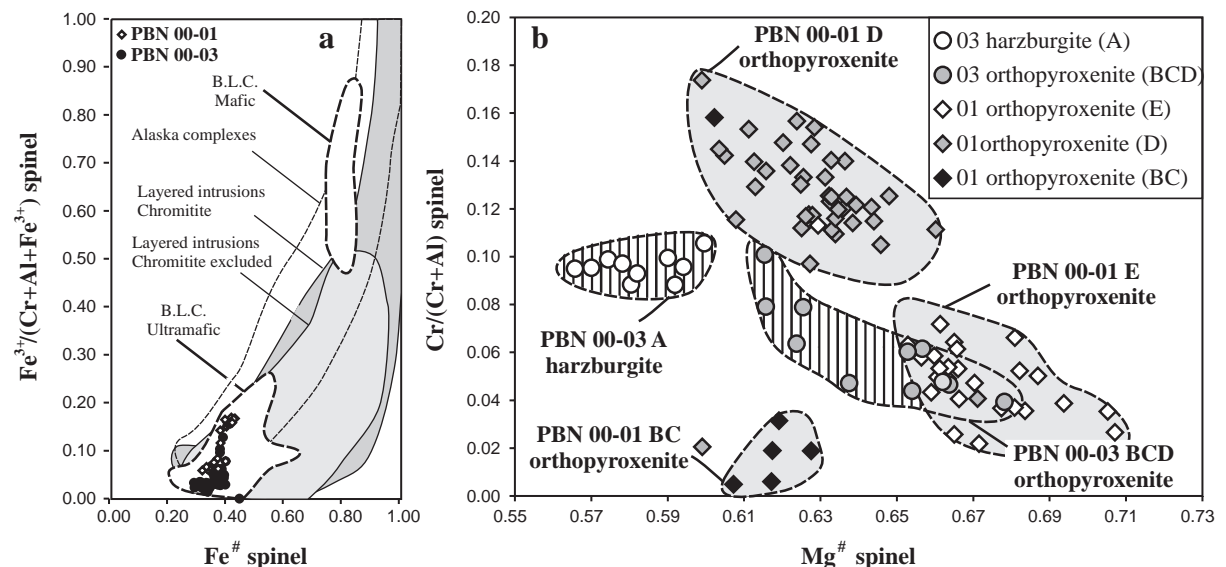 a
PBN 00-01
PBN 00-03
B.L.C.
Mafic
Alaska complexes
Layered intrusions
Chromitite
Layered intrusions
Chromitite excluded
B.L.C.
Ultramafic
Fe³⁺/(Cr+Al+Fe³⁺) spinel
1.00
0.90
0.80
0.70
0.60
0.50
0.40
0.30
0.20
0.10
0.00
0.00 0.20 0.40 0.60 0.80 1.00
Fe# spinel
b
PBN 00-01 D
orthopyroxenite
03 harzburgite (A)
03 orthopyroxenite (BCD)
01 orthopyroxenite (E)
01orthopyroxenite (D)
01 orthopyroxenite (BC)
PBN 00-01 E
orthopyroxenite
PBN 00-03 A
harzburgite
PBN 00-01 BC
orthopyroxenite
PBN 00-03 BCD
orthopyroxenite
Cr/(Cr+Al) spinel
0.20
0.18
0.16
0.14
0.12
0.10
0.08
0.06
0.04
0.02
0.00
0.55 0.57 0.59 0.61 0.63 0.65 0.67 0.69 0.71 0.73
Mg# spinel